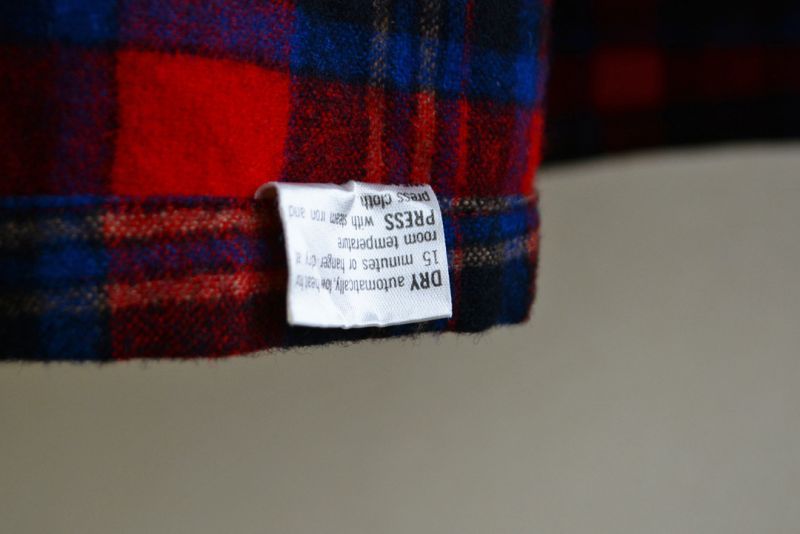 DRY automatically, low heat for
15 minutes or hanger dry at
room temperature
PRESS with steam iron and
press cloth